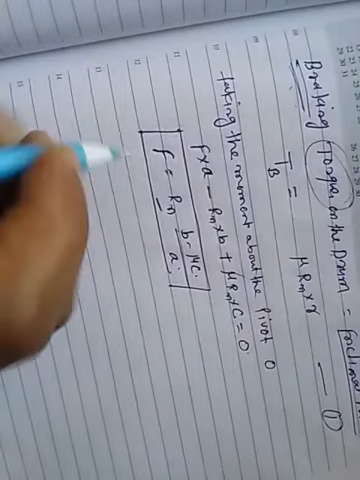 Braking Torque on the Drum = frictional
T_B = μR_n × r — ①
taking the moment about the pivot O
f×a - R_n×b + μR_n×C = 0.
f = R_n (b-μC)/a.